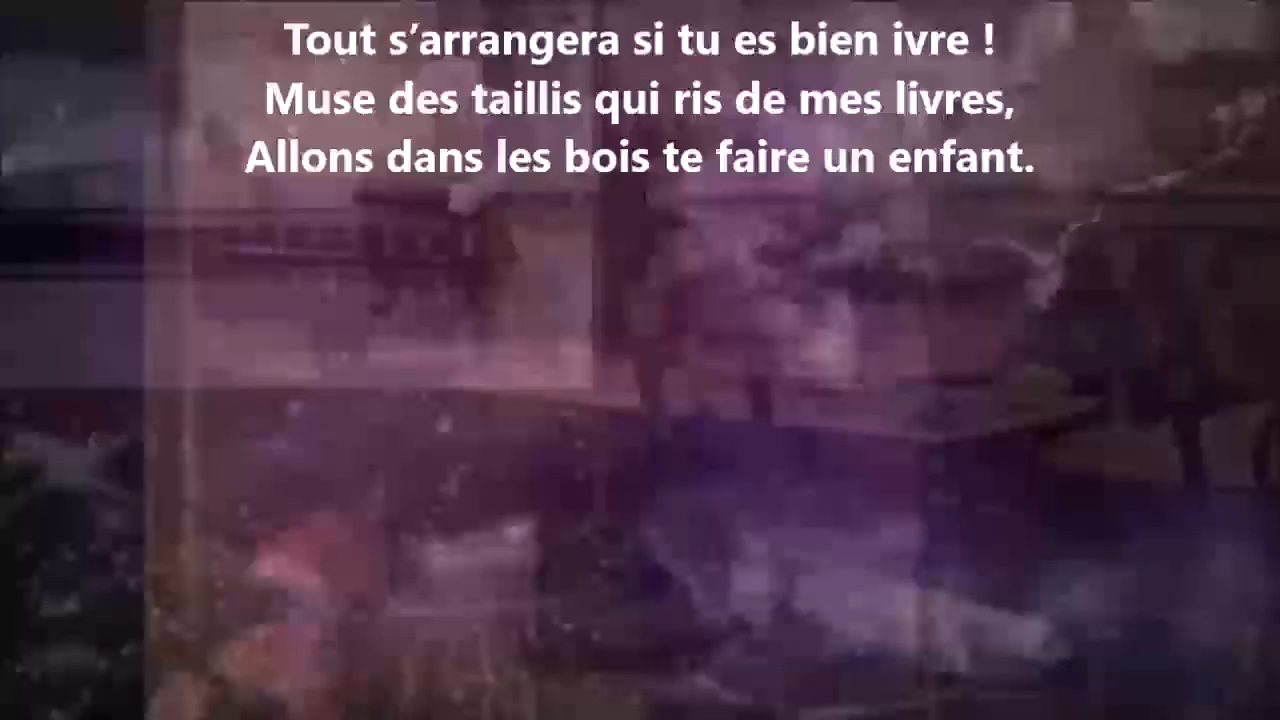 Tout s’arrangera si tu es bien ivre !
Muse des taillis qui ris de mes livres,
Allons dans les bois te faire un enfant.